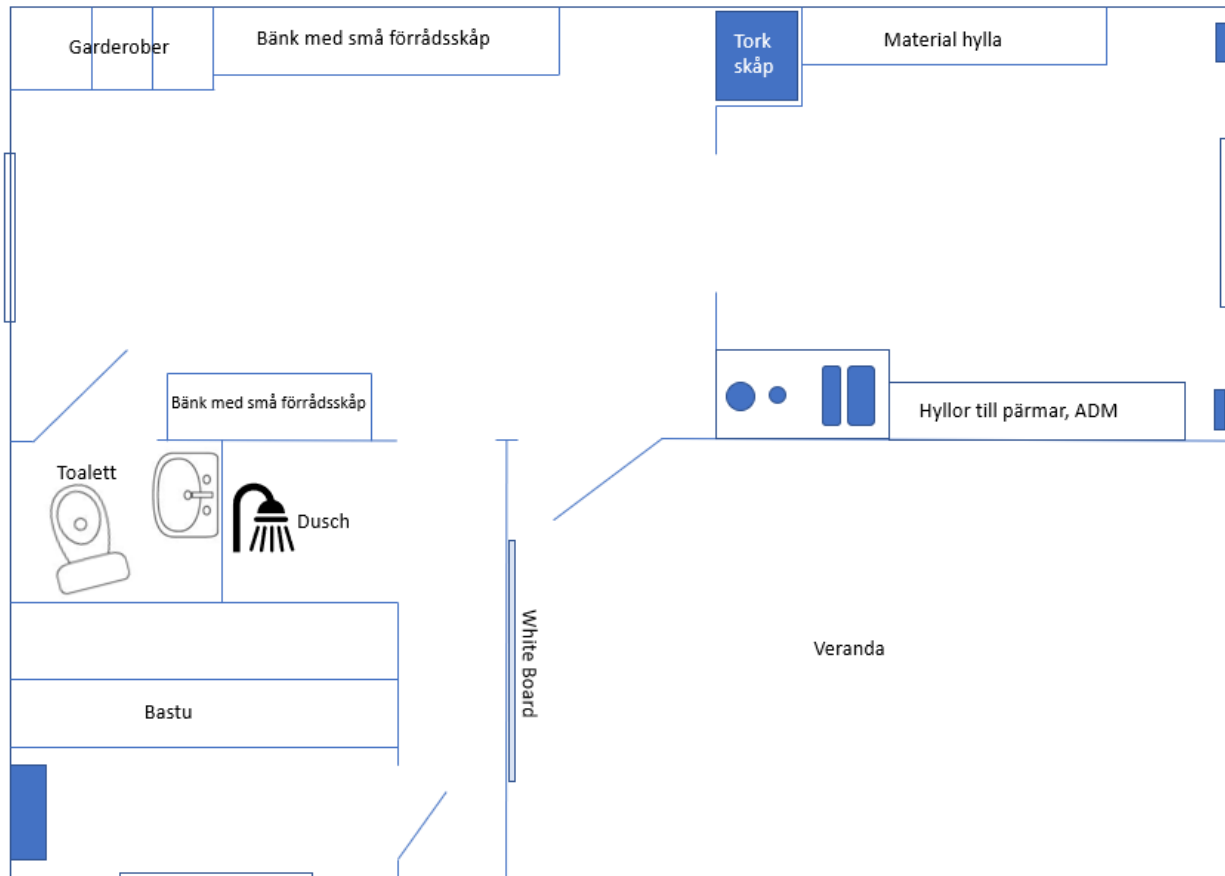 Garderober
Bänk med små förrådsskåp
Tork
skåp
Material hylla
Bänk med små förrådsskåp
Hyllor till pärmar, ADM
Toalett
Dusch
White Board
Veranda
Bastu